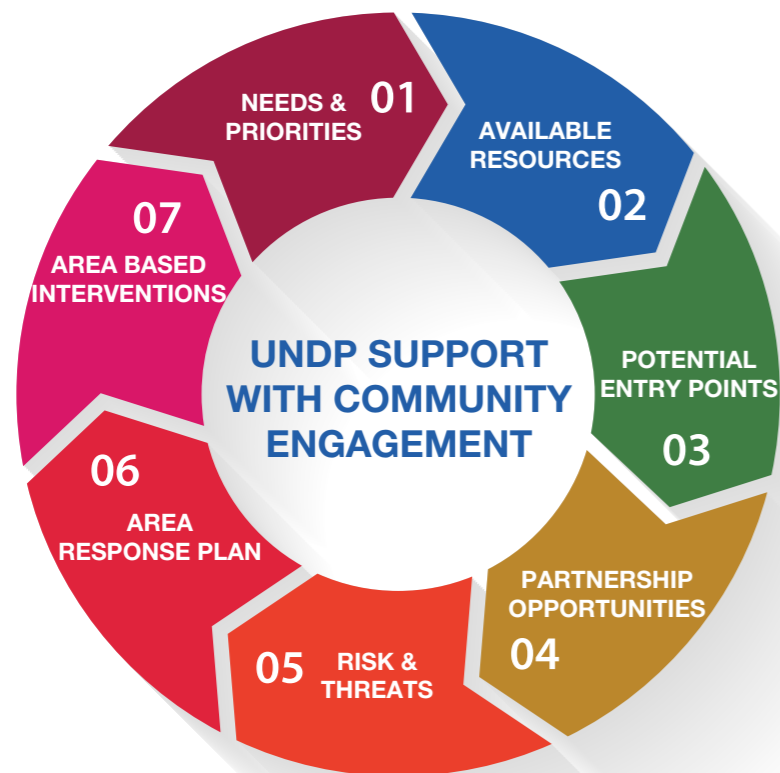 01
NEEDS &
PRIORITIES
AVAILABLE
RESOURCES
02
POTENTIAL
ENTRY POINTS
03
PARTNERSHIP
OPPORTUNITIES
04
05
RISK &
THREATS
06
AREA
RESPONSE PLAN
07
AREA BASED
INTERVENTIONS
UNDP SUPPORT
WITH COMMUNITY
ENGAGEMENT